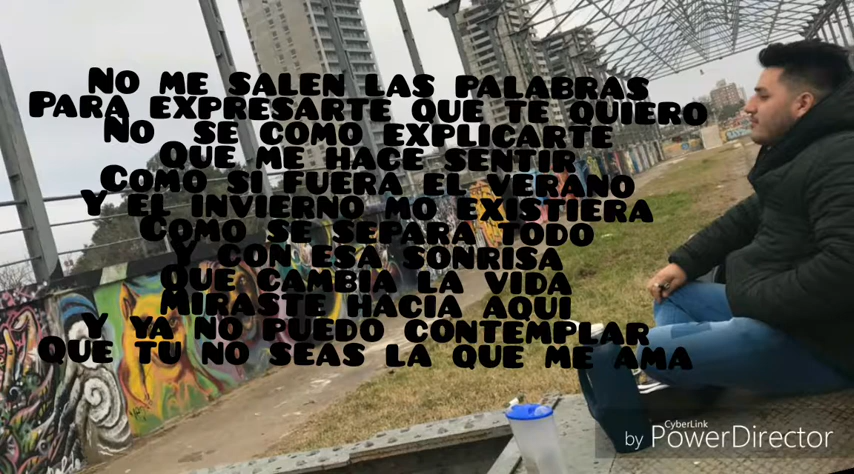 No me salen las palabras
Para expresarte que te quiero
No se como explicarte
Que me hace sentir
Como si fuera el verano
Y el invierno mo existiera
Como se separa todo
Y con esa sonrisa
Que cambia la vida
Miraste hacia aqui
Y ya no puedo contemplar
Que tu no seas la que me ama
CyberLink
by PowerDirector